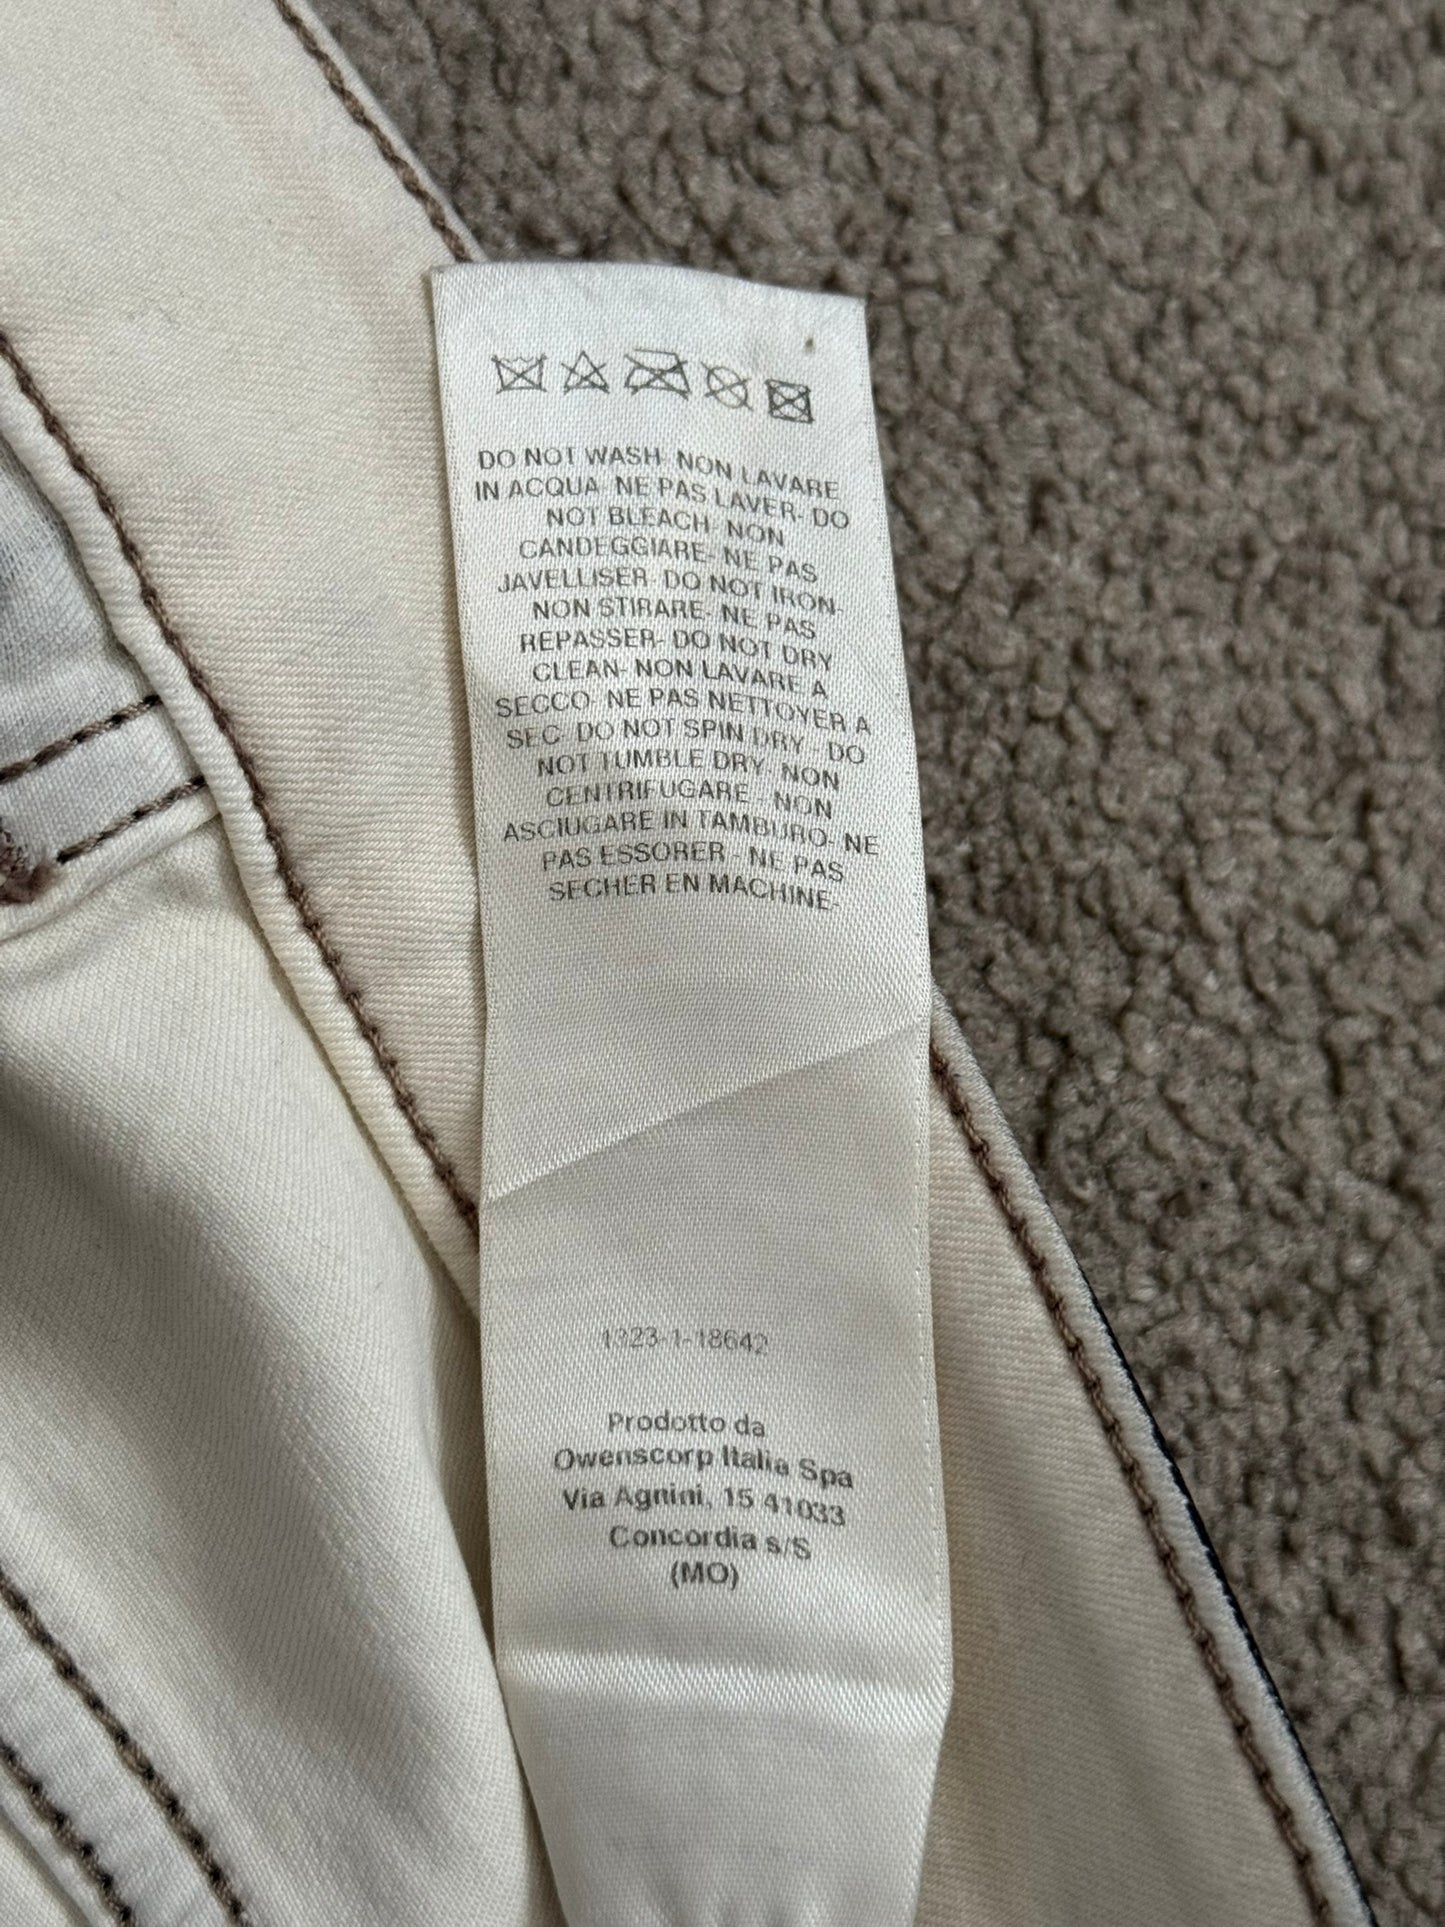 DO NOT WASH- NON LAVARE
IN ACQUA- NE PAS LAVER- DO
NOT BLEACH- NON
CANDEGGIARE- NE PAS
JAVELLISER- DO NOT IRON-
NON STIRARE- NE PAS
REPASSER- DO NOT DRY
CLEAN- NON LAVARE A
SECCO- NE PAS NETTOYER A
SEC- DO NOT SPIN DRY - DO
NOT TUMBLE DRY- NON
CENTRIFUGARE - NON
ASCIUGARE IN TAMBURO- NE
PAS ESSORER - NE PAS
SECHER EN MACHINE-
1323-1-18642
Prodotto da
Owenscorp Italia Spa
Via Agnini, 15 41033
Concordia s/S
(MO)